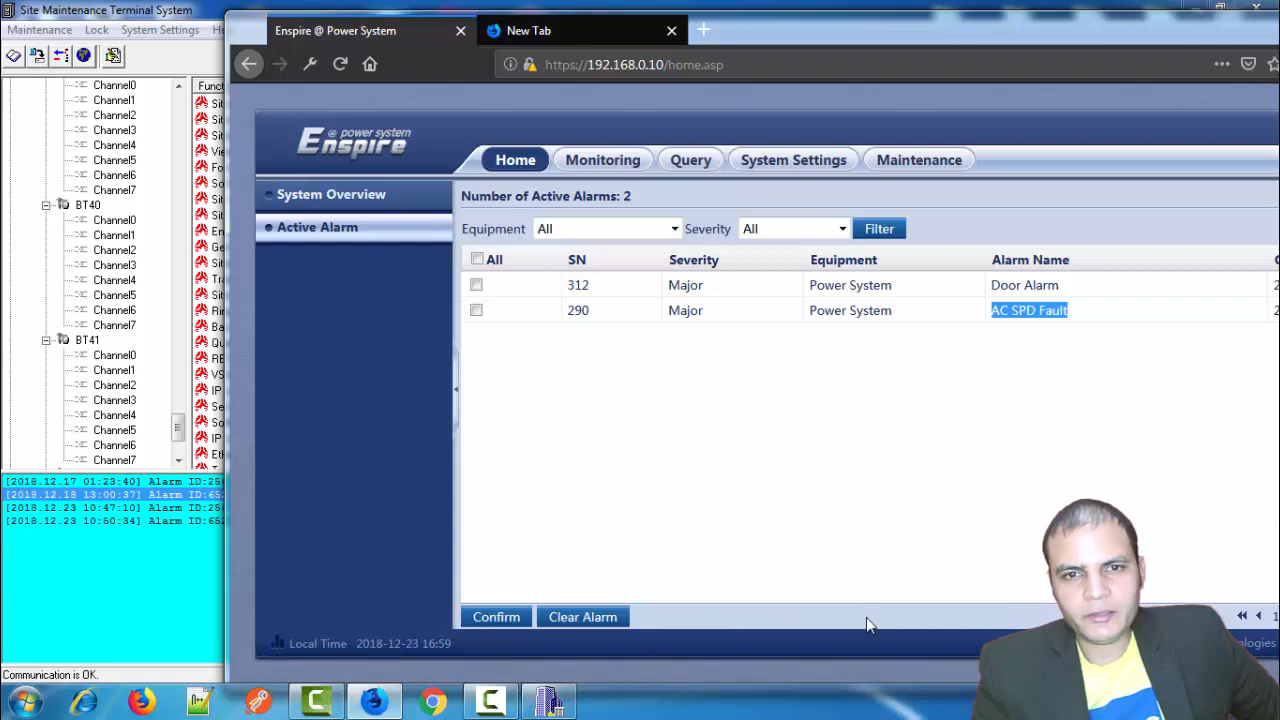 Site Maintenance Terminal System
Maintenance Lock System Settings
Channel0
Channel1
Channel2
Channel3
Channel4
Channel5
Channel6
Channel7
BT40
Channel0
Channel1
Channel2
Channel3
Channel4
Channel5
Channel6
Channel7
BT41
Channel0
Channel1
Channel2
Channel3
Channel4
Channel5
Channel6
Channel7
[2018.12.17 01:23:40] Alarm ID:
[2018.12.18 13:00:37] Alarm ID:
[2018.12.23 10:47:10] Alarm ID:
[2018.12.23 10:50:34] Alarm ID:
Communication is OK.
Enspire @ Power System
New Tab
https://192.168.0.10/home.asp
@ power system
Enspire
Home Monitoring Query System Settings Maintenance
System Overview
Active Alarm
Number of Active Alarms: 2
Equipment All Severity All Filter
All SN Severity Equipment Alarm Name
312 Major Power System Door Alarm
290 Major Power System AC SPD Fault
Confirm Clear Alarm
Local Time 2018-12-23 16:59